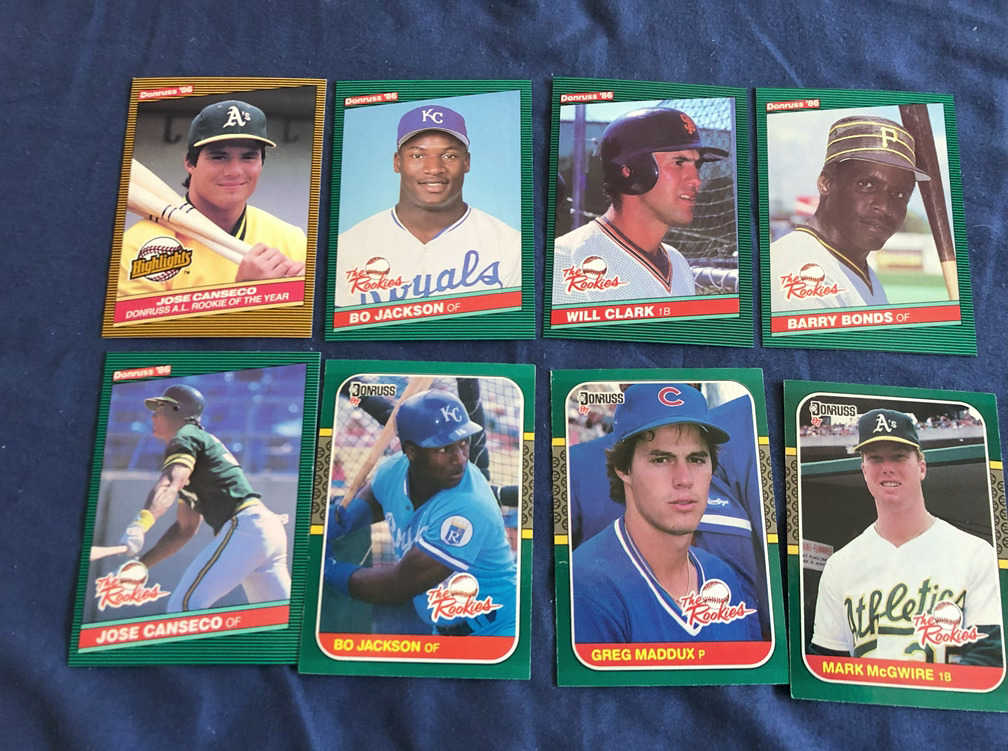 Donruss '86
A's
Highlights
TM
JOSE CANSECO
DONRUSS A.L. ROOKIE OF THE YEAR
Donruss '86
KC
Royals
The
Rookies
BO JACKSON OF
Donruss '86
SF
The
Rookies
WILL CLARK 1B
Donruss '86
P
The
Rookies
BARRY BONDS OF
Donruss '86
The
Rookies
JOSE CANSECO OF
DONRUSS
87
KC
R
The
Rookies
BO JACKSON OF
DONRUSS
87
C
The
Rookies
GREG MADDUX P
DONRUSS
87
A's
Athletics
The
Rookies
MARK McGWIRE 1B